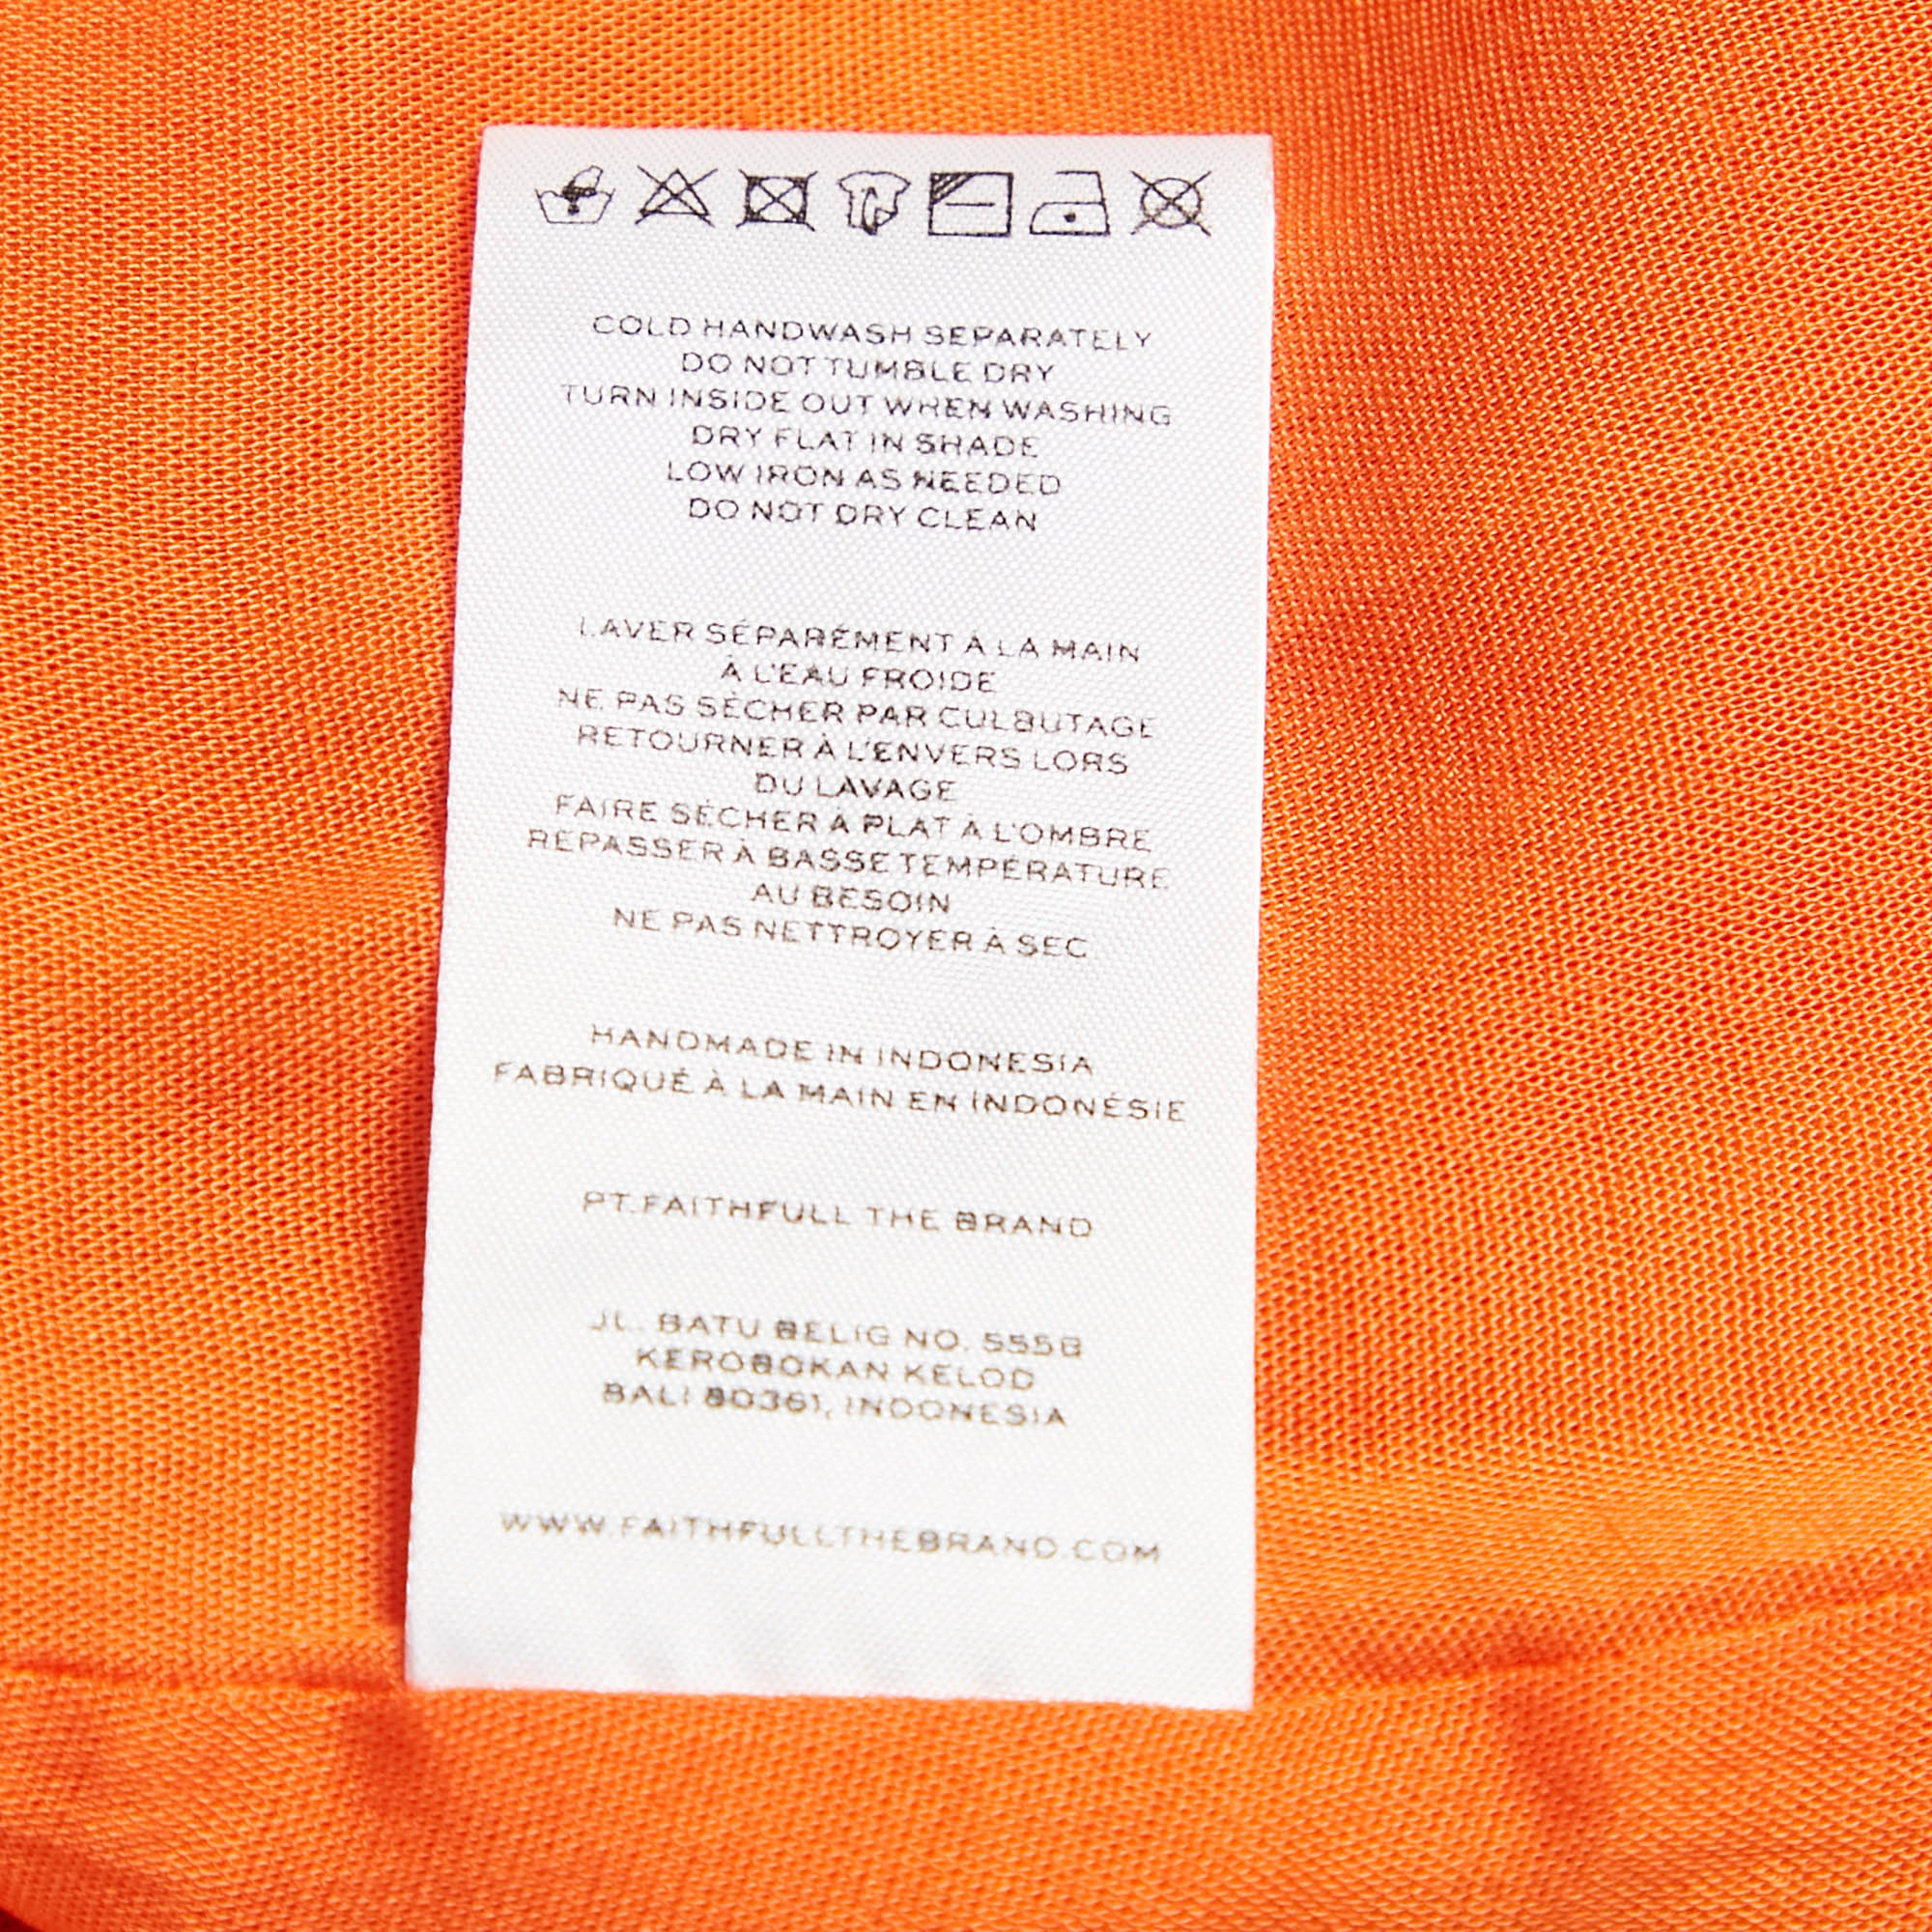 COLD HANDWASH SEPARATELY
DO NOT TUMBLE DRY
TURN INSIDE OUT WHEN WASHING
DRY FLAT IN SHADE
LOW IRON AS NEEDED
DO NOT DRY CLEAN
LAVER SÉPARÉMENT À LA MAIN
À L'EAU FROIDE
NE PAS SÉCHER PAR CULBUTAGE
RETOURNER À L'ENVERS LORS
DU LAVAGE
FAIRE SÉCHER À PLAT À L'OMBRE
REPASSER À BASSE TEMPÉRATURE
AU BESOIN
NE PAS NETTROYER À SEC
HANDMADE IN INDONESIA
FABRIQUÉ À LA MAIN EN INDONÉSIE
PT.FAITHFULL THE BRAND
JL. BATU BELIG NO. 555B
KEROBOKAN KELOD
BALI 80361, INDONESIA
WWW.FAITHFULLTHEBRAND.COM